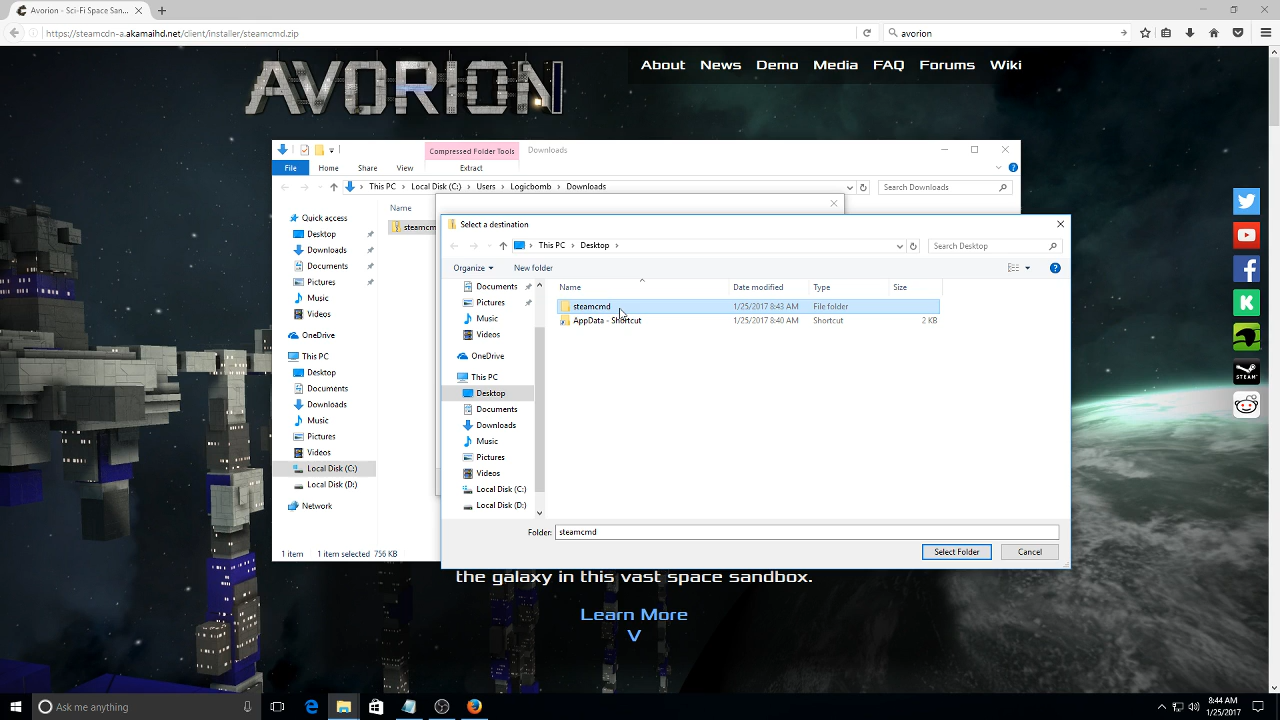 Avorion - Sci-Fi Space San...
https://steamcdn-a.akamaihd.net/client/installer/steamcmd.zip
avorion
AVORION
About News Demo Media FAQ Forums Wiki
Compressed Folder Tools
Downloads
File Home Share View Extract
This PC > Local Disk (C:) > Users > Logicbomb > Downloads
Search Downloads
Name
steamcm
Quick access
Desktop
Downloads
Documents
Pictures
Music
Videos
OneDrive
This PC
Desktop
Documents
Downloads
Music
Pictures
Videos
Local Disk (C:)
Local Disk (D:)
Network
1 item 1 item selected 756 KB
Select a destination
This PC > Desktop >
Search Desktop
Organize New folder
Documents
Pictures
Music
Videos
OneDrive
This PC
Desktop
Documents
Downloads
Music
Pictures
Videos
Local Disk (C:)
Local Disk (D:)
Name Date modified Type Size
steamcmd 1/25/2017 8:43 AM File folder
AppData - Shortcut 1/25/2017 8:40 AM Shortcut 2 KB
Folder: steamcmd
Select Folder Cancel
the galaxy in this vast space sandbox.
Learn More
V
STEAM
Ask me anything
8:44 AM
1/25/2017